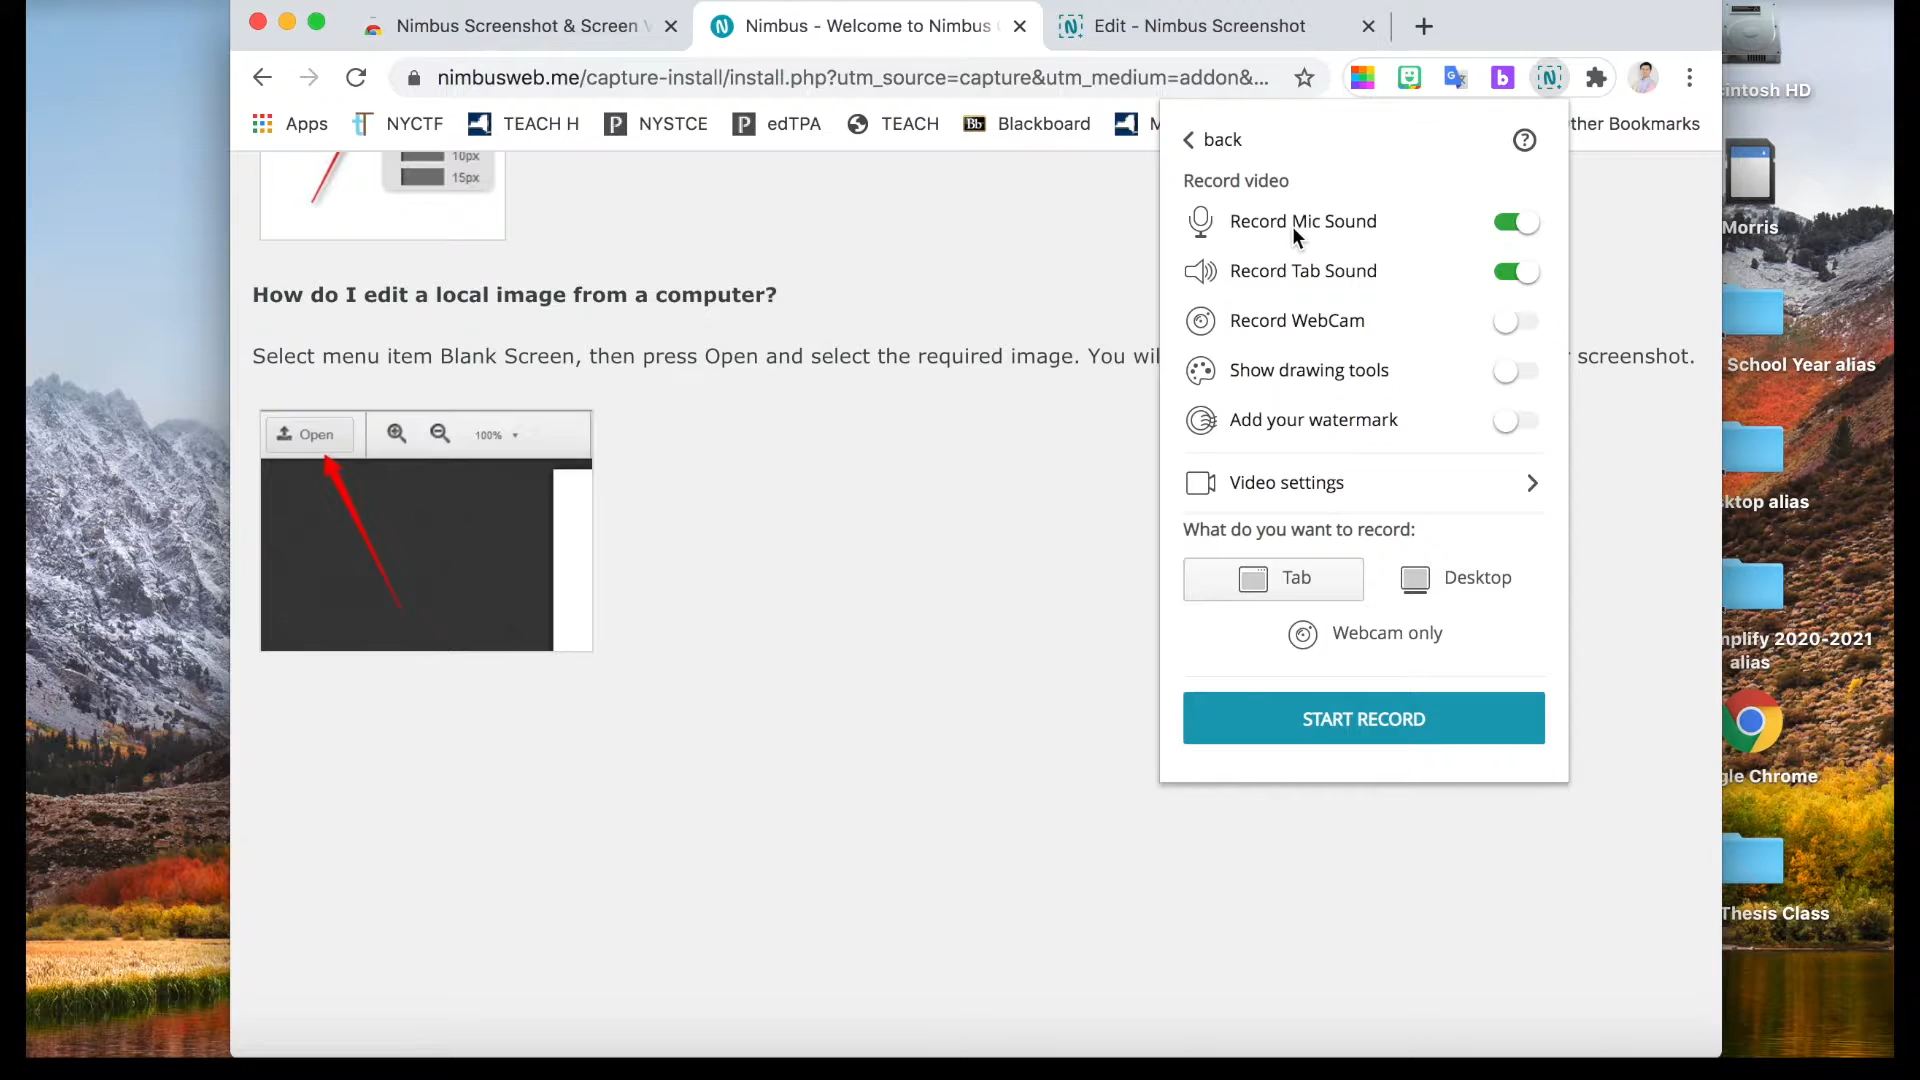 Nimbus Screenshot & Screen V
Nimbus - Welcome to Nimbus
Edit - Nimbus Screenshot
nimbusweb.me/capture-install/install.php?utm_source=capture&utm_medium=addon&...
Apps
NYCTF
TEACH H
NYSTCE
edTPA
TEACH
Bb Blackboard
M
ther Bookmarks
10px
15px
How do I edit a local image from a computer?
Select menu item Blank Screen, then press Open and select the required image. You wil
screenshot.
Open
100%
back
Record video
Record Mic Sound
Record Tab Sound
Record WebCam
Show drawing tools
Add your watermark
Video settings
What do you want to record:
Tab
Desktop
Webcam only
START RECORD
intosh HD
Morris
School Year alias
ktop alias
mplify 2020-2021
alias
gle Chrome
Thesis Class